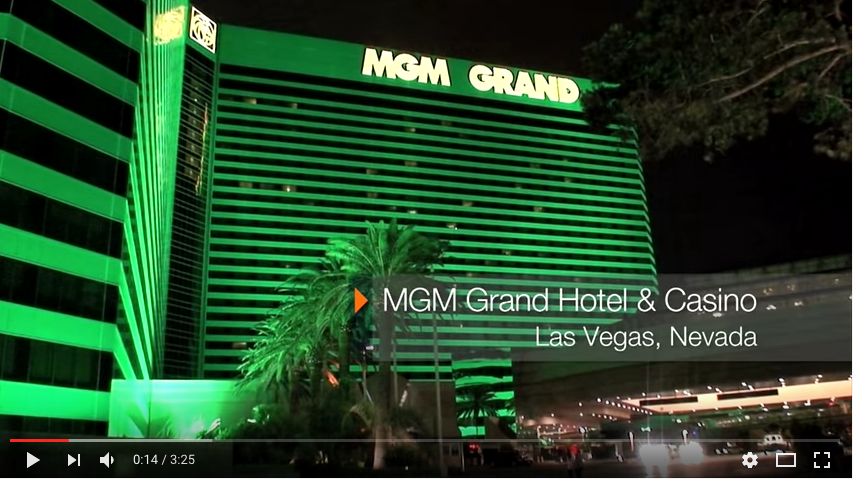 MGM GRAND
MGM Grand Hotel & Casino
Las Vegas, Nevada
0:14 / 3:25